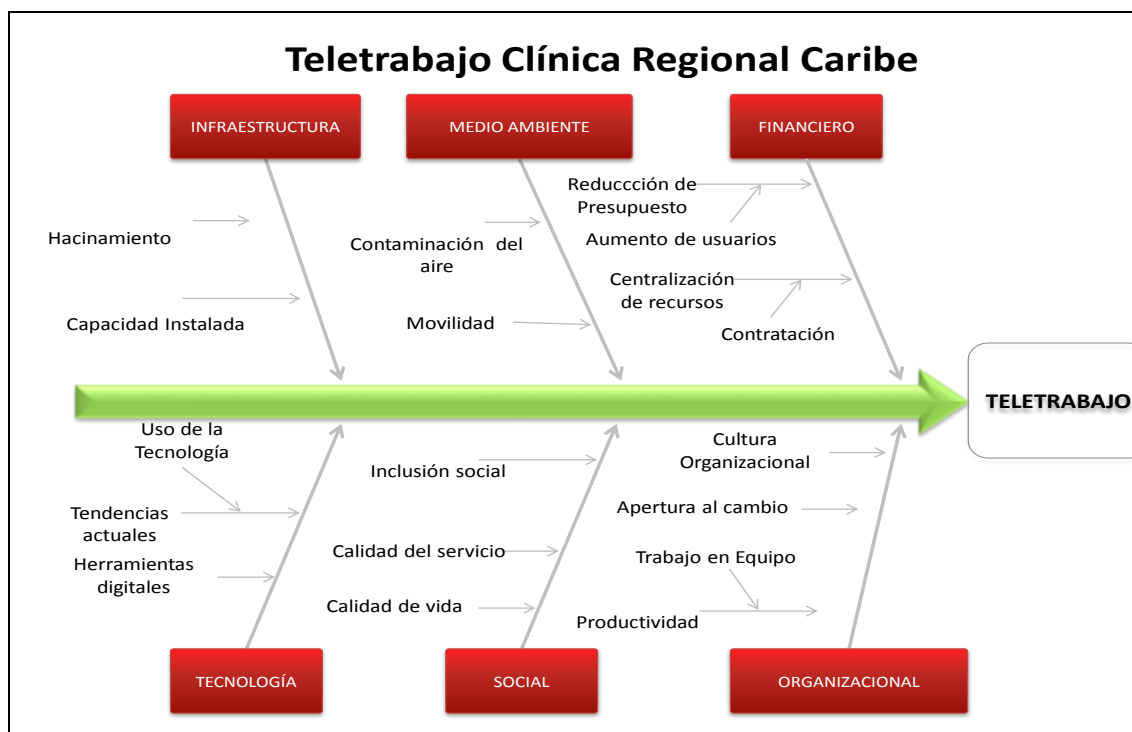 Teletrabajo Clínica Regional Caribe
INFRAESTRUCTURA
MEDIO AMBIENTE
FINANCIERO
Hacinamiento
Capacidad Instalada
Contaminación del
aire
Movilidad
Reduccción de
Presupuesto
Aumento de usuarios
Centralización
de recursos
Contratación
TELETRABAJO
Uso de la
Tecnología
Tendencias
actuales
Herramientas
digitales
Inclusión social
Calidad del servicio
Calidad de vida
Cultura
Organizacional
Apertura al cambio
Trabajo en Equipo
Productividad
TECNOLOGÍA
SOCIAL
ORGANIZACIONAL